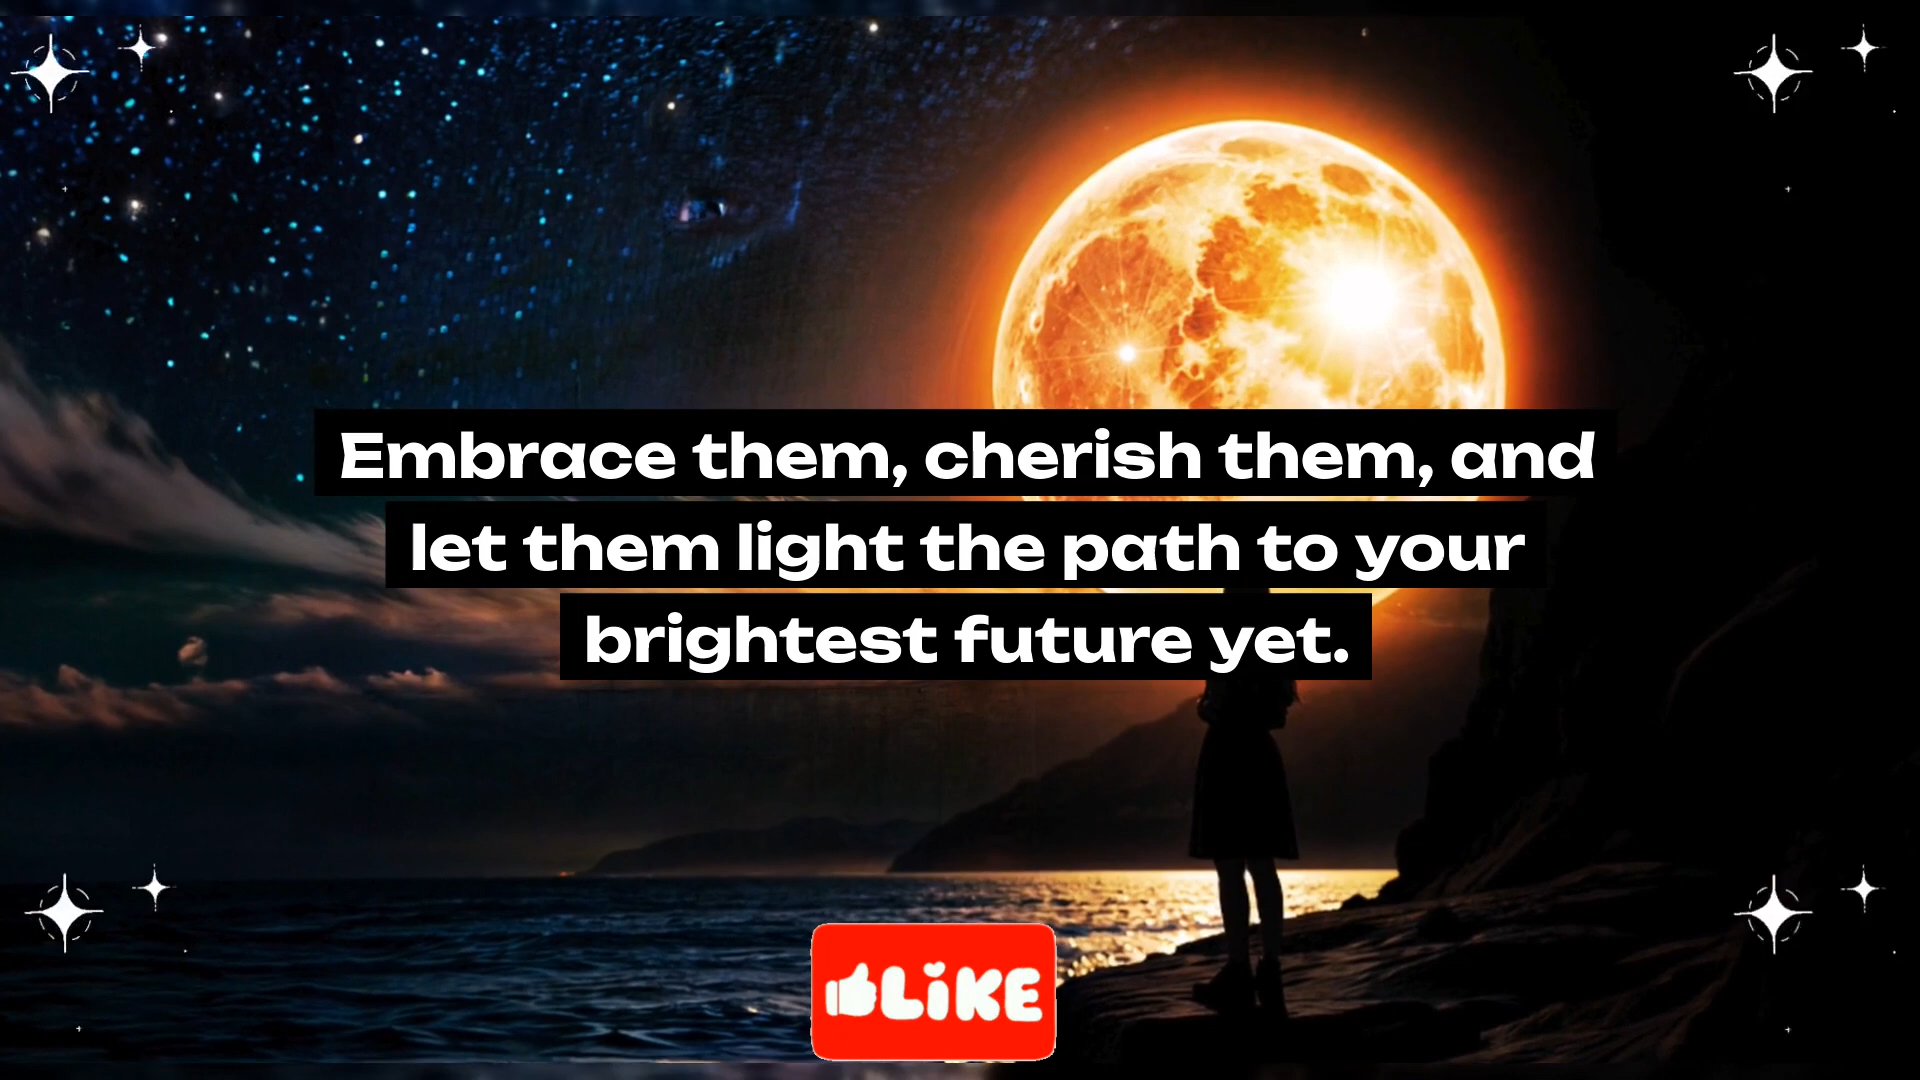 Embrace them, cherish them, and
let them light the path to your
brightest future yet.
LiKE